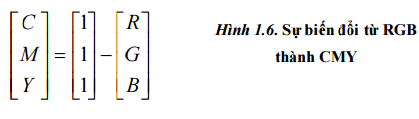 [C] = [1] - [R] Hình 1.6. Sự biến đổi từ RGB
[M] = [1] - [G] thành CMY
[Y] = [1] - [B]